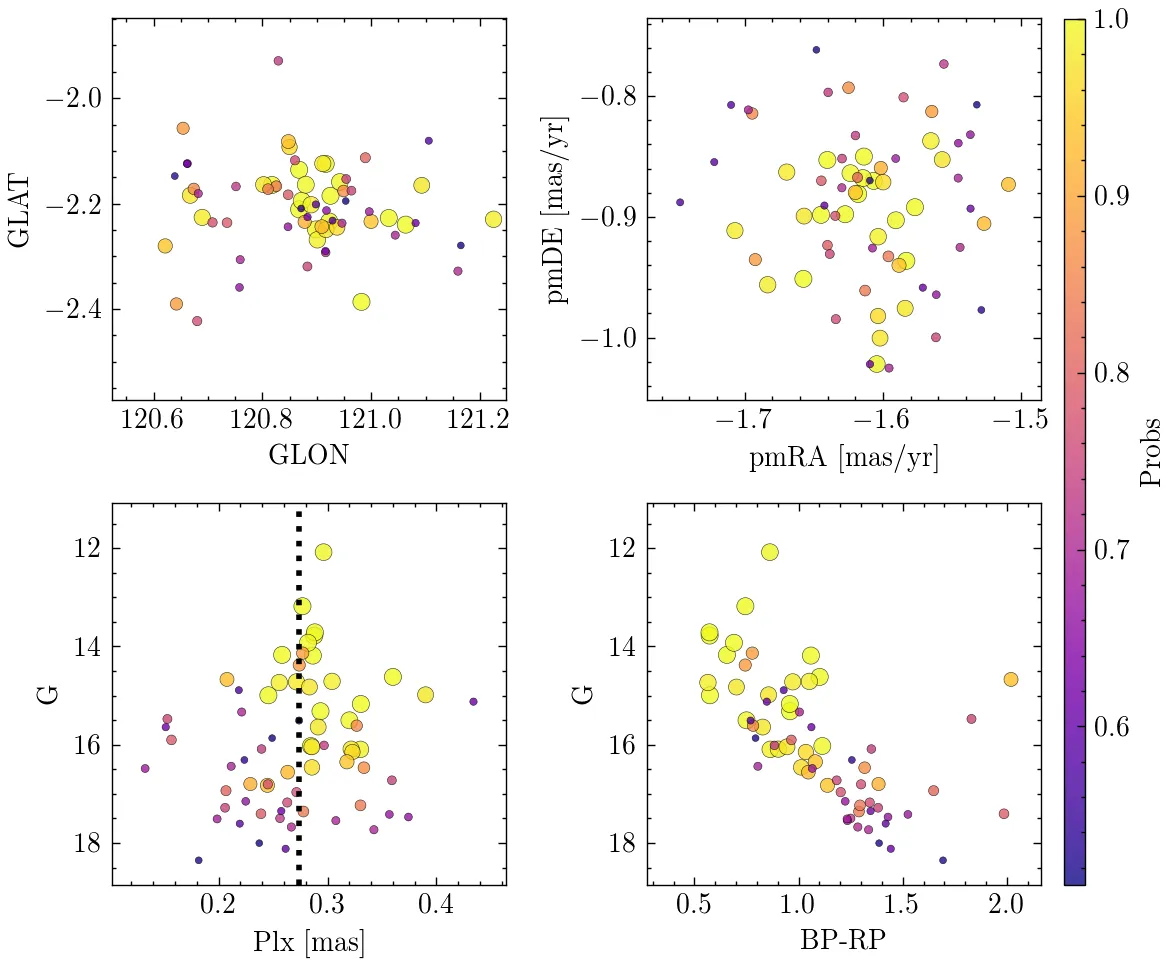 −2.0
−2.2
−2.4
GLAT
120.6 120.8 121.0 121.2
GLON
−0.8
−0.9
−1.0
pmDE [mas/yr]
−1.7 −1.6 −1.5
pmRA [mas/yr]
12
14
16
18
G
0.2 0.3 0.4
Plx [mas]
12
14
16
18
G
0.5 1.0 1.5 2.0
BP-RP
1.0
0.9
0.8
0.7
0.6
Probs